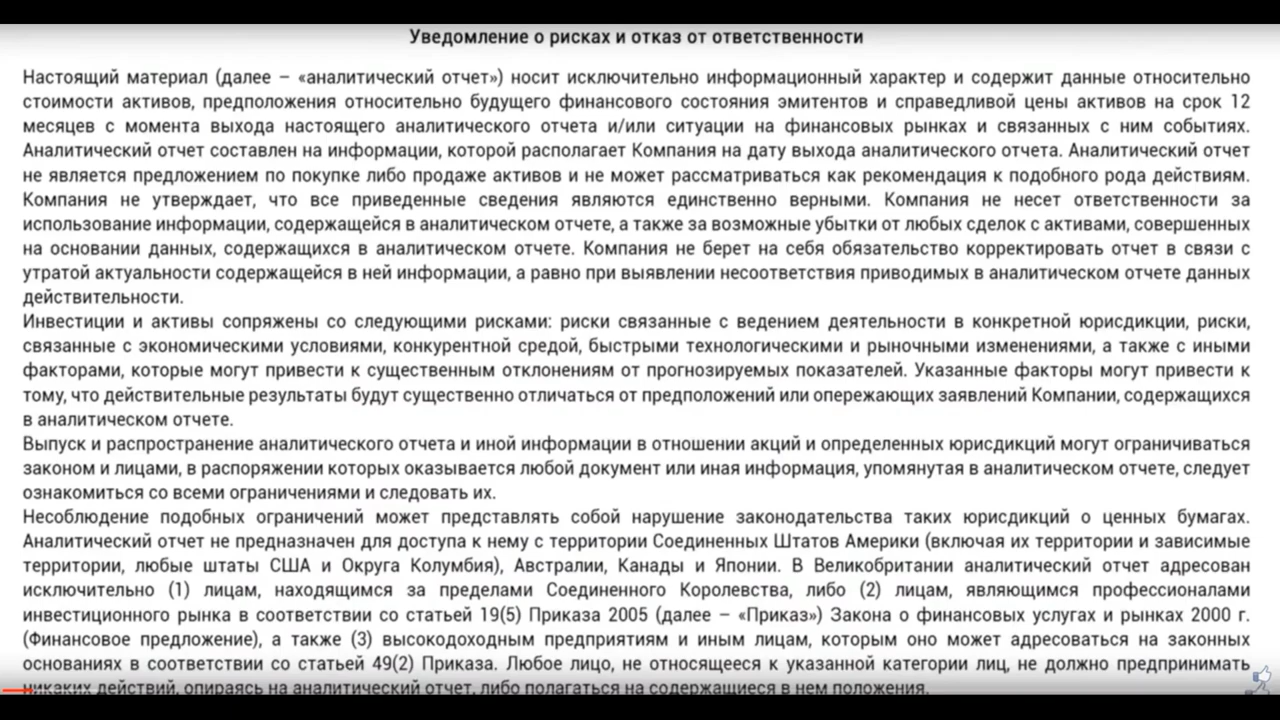 Уведомление о рисках и отказ от ответственности
Настоящий материал (далее – «аналитический отчет») носит исключительно информационный характер и содержит данные относительно
стоимости активов, предположения относительно будущего финансового состояния эмитентов и справедливой цены активов на срок 12
месяцев с момента выхода настоящего аналитического отчета и/или ситуации на финансовых рынках и связанных с ним событиях.
Аналитический отчет составлен на информации, которой располагает Компания на дату выхода аналитического отчета. Аналитический отчет
не является предложением по покупке либо продаже активов и не может рассматриваться как рекомендация к подобного рода действиям.
Компания не утверждает, что все приведенные сведения являются единственно верными. Компания не несет ответственности за
использование информации, содержащейся в аналитическом отчете, а также за возможные убытки от любых сделок с активами, совершенных
на основании данных, содержащихся в аналитическом отчете. Компания не берет на себя обязательство корректировать отчет в связи с
утратой актуальности содержащейся в ней информации, а равно при выявлении несоответствия приводимых в аналитическом отчете данных
действительности.
Инвестиции и активы сопряжены со следующими рисками: риски связанные с ведением деятельности в конкретной юрисдикции, риски,
связанные с экономическими условиями, конкурентной средой, быстрыми технологическими и рыночными изменениями, а также с иными
факторами, которые могут привести к существенным отклонениям от прогнозируемых показателей. Указанные факторы могут привести к
тому, что действительные результаты будут существенно отличаться от предположений или опережающих заявлений Компании, содержащихся
в аналитическом отчете.
Выпуск и распространение аналитического отчета и иной информации в отношении акций и определенных юрисдикций могут ограничиваться
законом и лицами, в распоряжении которых оказывается любой документ или иная информация, упомянутая в аналитическом отчете, следует
ознакомиться со всеми ограничениями и следовать их.
Несоблюдение подобных ограничений может представлять собой нарушение законодательства таких юрисдикций о ценных бумагах.
Аналитический отчет не предназначен для доступа к нему с территории Соединенных Штатов Америки (включая их территории и зависимые
территории, любые штаты США и Округа Колумбия), Австралии, Канады и Японии. В Великобритании аналитический отчет адресован
исключительно (1) лицам, находящимся за пределами Соединенного Королевства, либо (2) лицам, являющимся профессионалами
инвестиционного рынка в соответствии со статьей 19(5) Приказа 2005 (далее – «Приказ») Закона о финансовых услугах и рынках 2000 г.
(Финансовое предложение), а также (3) высокодоходным предприятиям и иным лицам, которым оно может адресоваться на законных
основаниях в соответствии со статьей 49(2) Приказа. Любое лицо, не относящееся к указанной категории лиц, не должно предпринимать
никаких действий, опираясь на аналитический отчет, либо полагаться на содержащиеся в нем положения.